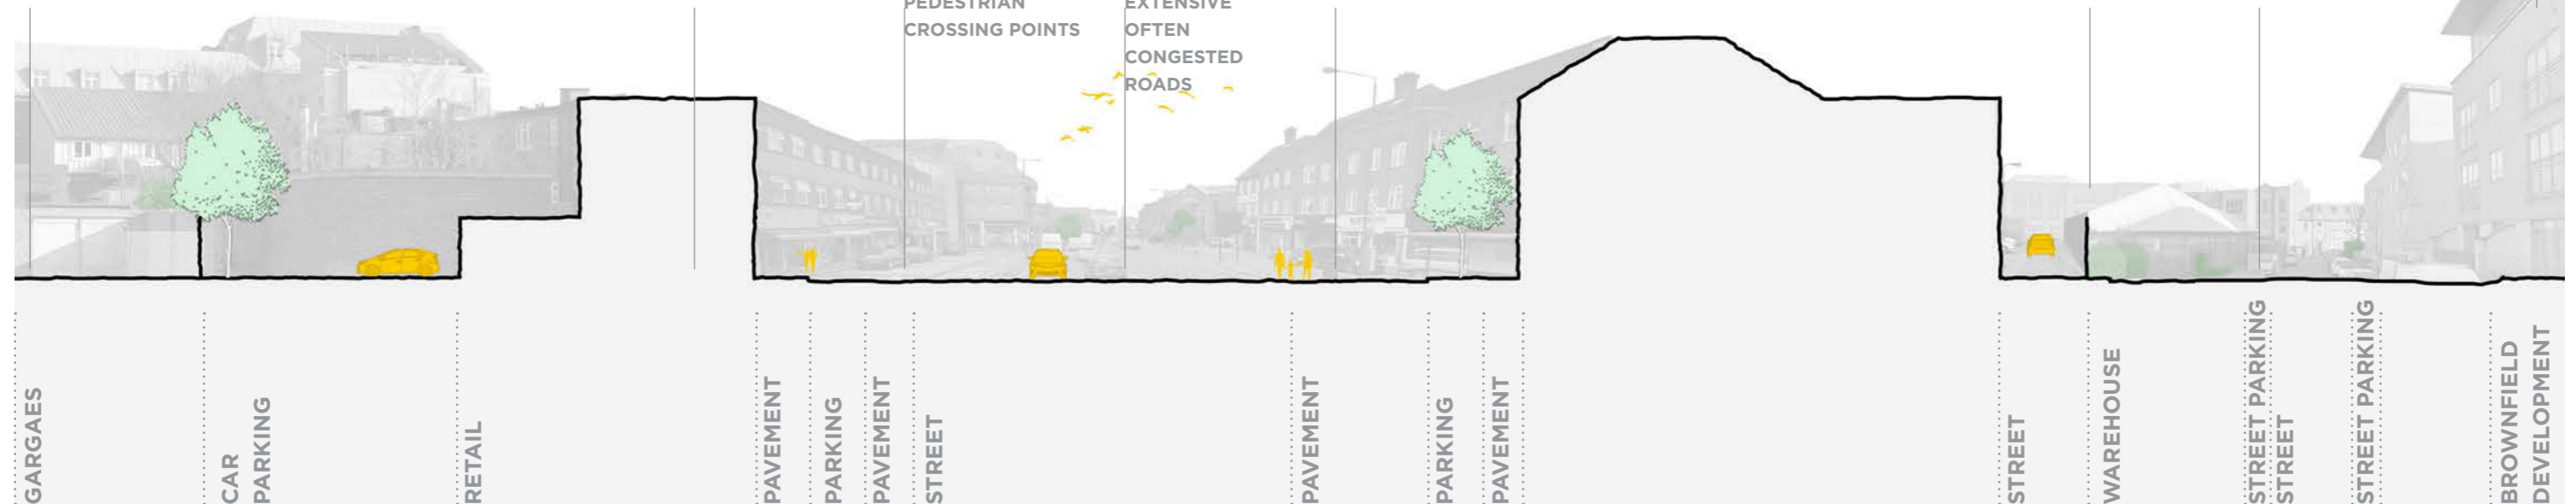 PEDESTRIAN
CROSSING POINTS
EXTENSIVE
OFTEN
CONGESTED
ROADS
GARGAES
CAR
PARKING
RETAIL
PAVEMENT
PARKING
PAVEMENT
STREET
PAVEMENT
PARKING
PAVEMENT
STREET
WAREHOUSE
STREET PARKING
STREET
STREET PARKING
BROWNFIELD
DEVELOPMENT